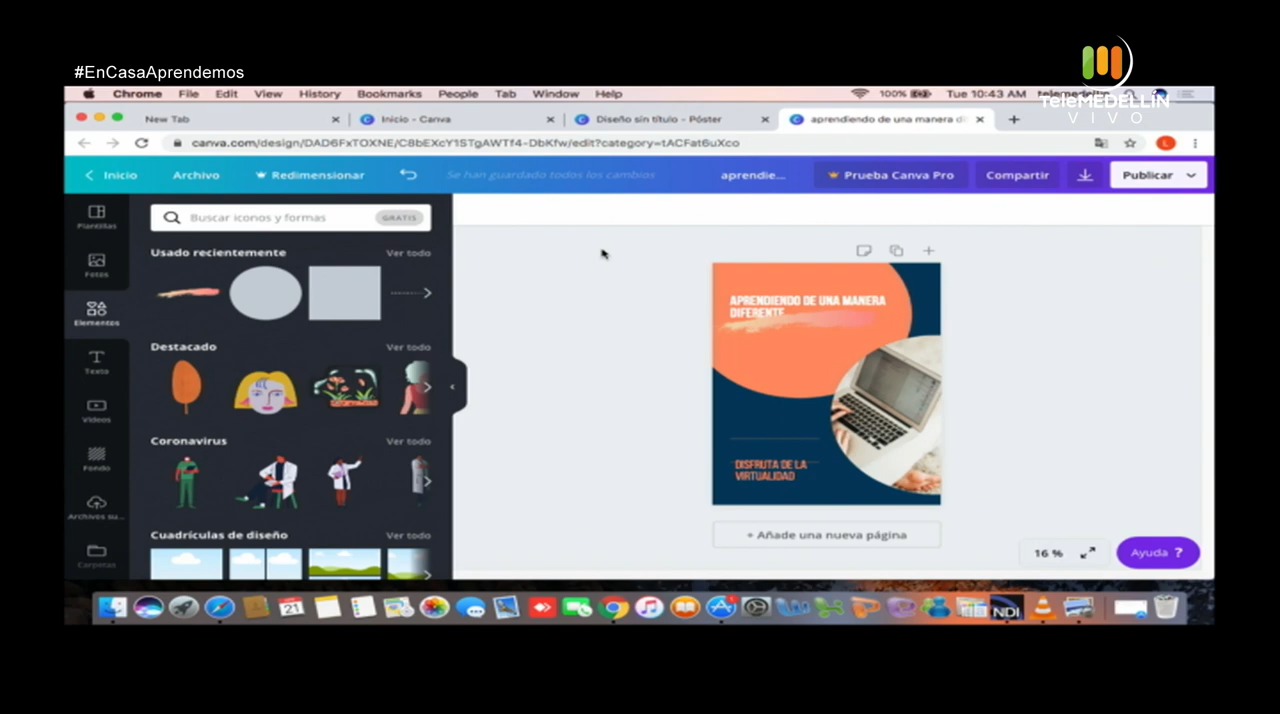 #EnCasaAprendemos
TeleMEDELLÍN
VIVO
Chrome File Edit View History Bookmarks People Tab Window Help 100% Tue 10:43 AM telemedellin
New Tab Inicio - Canva Diseño sin título - Póster aprendiendo de una manera di
canva.com/design/DAD6FxTOXNE/C8bEXcY1STgAWTf4-DbKfw/edit?category=tACFat6uXco
Inicio Archivo Redimensionar Se han guardado todos los cambios aprendie... Prueba Canva Pro Compartir Publicar
Plantillas
Fotos
Elementos
Texto
Vídeos
Fondo
Archivos su...
Carpetas
Buscar iconos y formas GRATIS
Usado recientemente Ver todo
Destacado Ver todo
Coronavirus Ver todo
Cuadrículas de diseño Ver todo
APRENDIENDO DE UNA MANERA
DIFERENTE
DISFRUTA DE LA
VIRTUALIDAD
+ Añade una nueva página
16 % Ayuda ?
21
NDI